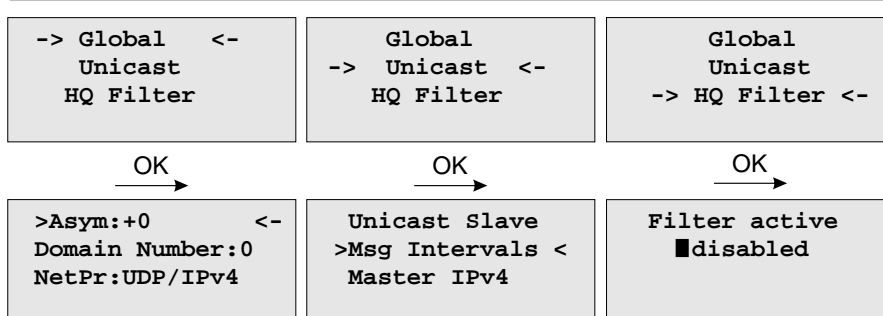 -> Global <-
Unicast
HQ Filter
Global
-> Unicast <-
HQ Filter
Global
Unicast
-> HQ Filter <-
OK
OK
OK
>Asym:+0 <-
Domain Number:0
NetPr:UDP/IPv4
Unicast Slave
>Msg Intervals <
Master IPv4
Filter active
█disabled